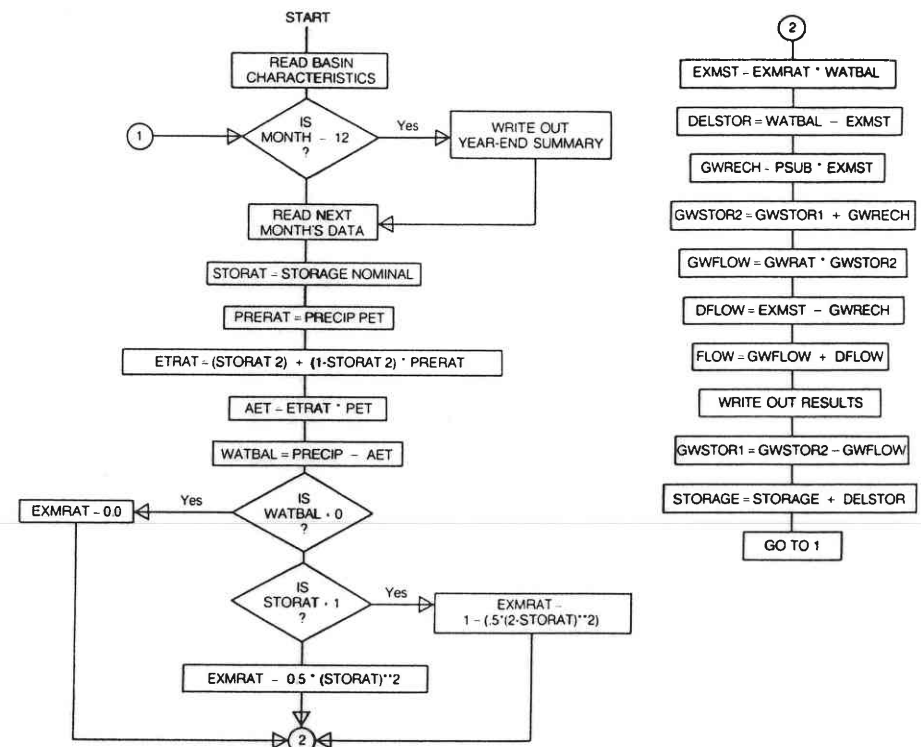 START
READ BASIN
CHARACTERISTICS
1
IS
MONTH - 12
?
Yes
WRITE OUT
YEAR-END SUMMARY
READ NEXT
MONTH'S DATA
STORAT = STORAGE NOMINAL
PRERAT = PRECIP PET
ETRAT = (STORAT 2) + (1-STORAT 2) * PRERAT
AET - ETRAT * PET
WATBAL = PRECIP - AET
IS
WATBAL • 0
?
Yes
EXMRAT - 0.0
IS
STORAT • 1
?
Yes
EXMRAT -
1 - (.5*(2-STORAT)**2)
EXMRAT - 0.5 * (STORAT)**2
2
2
EXMST - EXMRAT * WATBAL
DELSTOR = WATBAL - EXMST
GWRECH - PSUB * EXMST
GWSTOR2 = GWSTOR1 + GWRECH
GWFLOW = GWRAT * GWSTOR2
DFLOW = EXMST - GWRECH
FLOW = GWFLOW + DFLOW
WRITE OUT RESULTS
GWSTOR1 = GWSTOR2 - GWFLOW
STORAGE = STORAGE + DELSTOR
GO TO 1